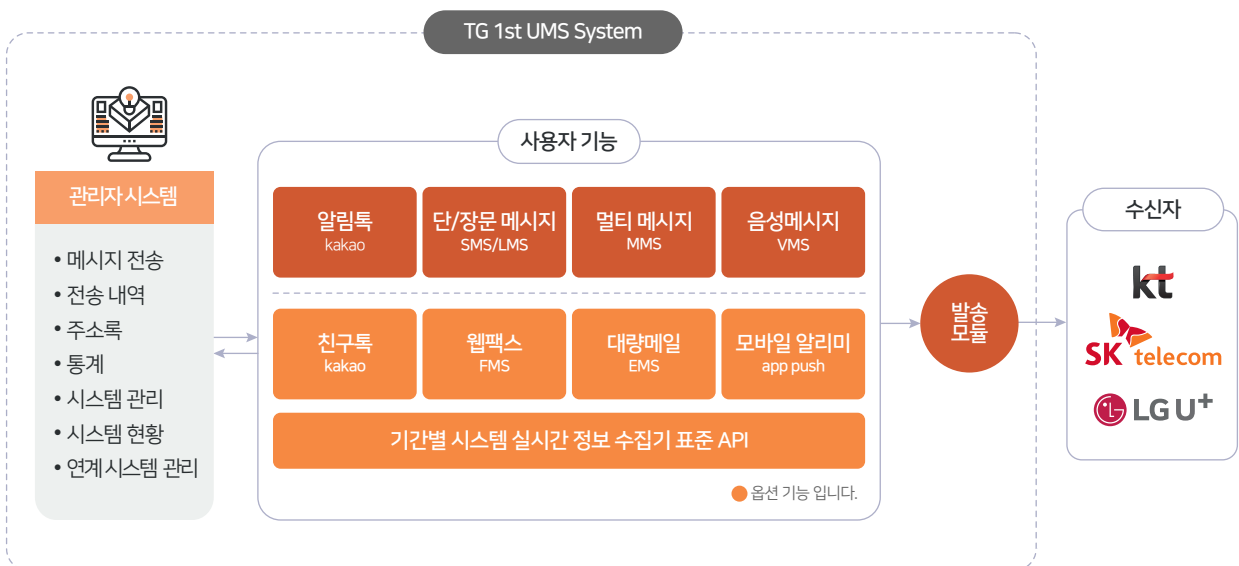 TG 1st UMS System
관리자 시스템
• 메시지 전송
• 전송 내역
• 주소록
• 통계
• 시스템 관리
• 시스템 현황
• 연계 시스템 관리
사용자 기능
알림톡
kakao
단/장문 메시지
SMS/LMS
멀티 메시지
MMS
음성메시지
VMS
친구톡
kakao
웹팩스
FMS
대량메일
EMS
모바일 알리미
app push
기간별 시스템 실시간 정보 수집기 표준 API
옵션 기능 입니다.
발송
모듈
수신자
kt
SK telecom
LG U+